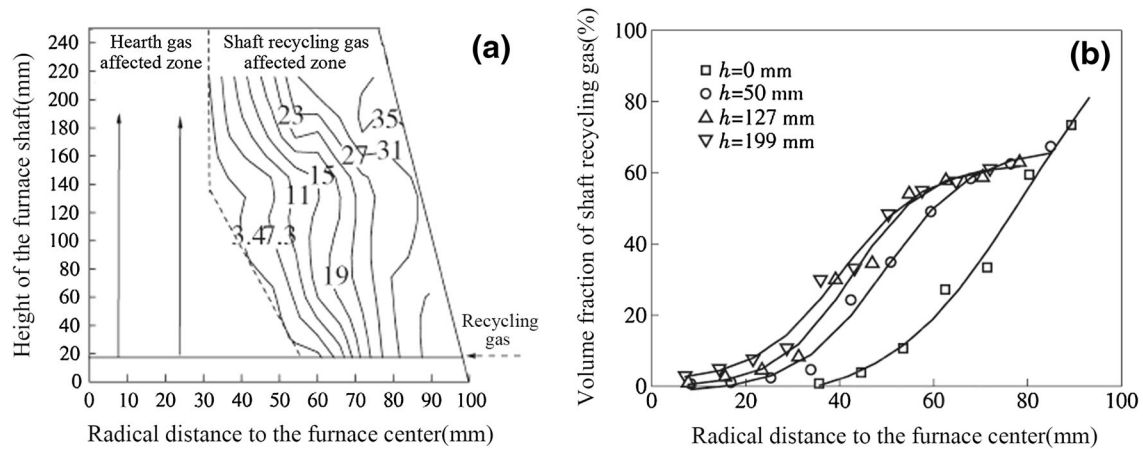 (a)
Height of the furnace shaft(mm)
240
220
200
180
160
140
120
100
80
60
40
20
0
Hearth gas
affected zone
Shaft recycling gas
affected zone
23
35
27
31
15
11
3.4
7.3
19
Recycling
gas
0 10 20 30 40 50 60 70 80 90 100
Radical distance to the furnace center(mm)
(b)
Volume fraction of shaft recycling gas(%)
100
80
60
40
20
0
h=0 mm
h=50 mm
h=127 mm
h=199 mm
0 20 40 60 80 100
Radical distance to the furnace center(mm)